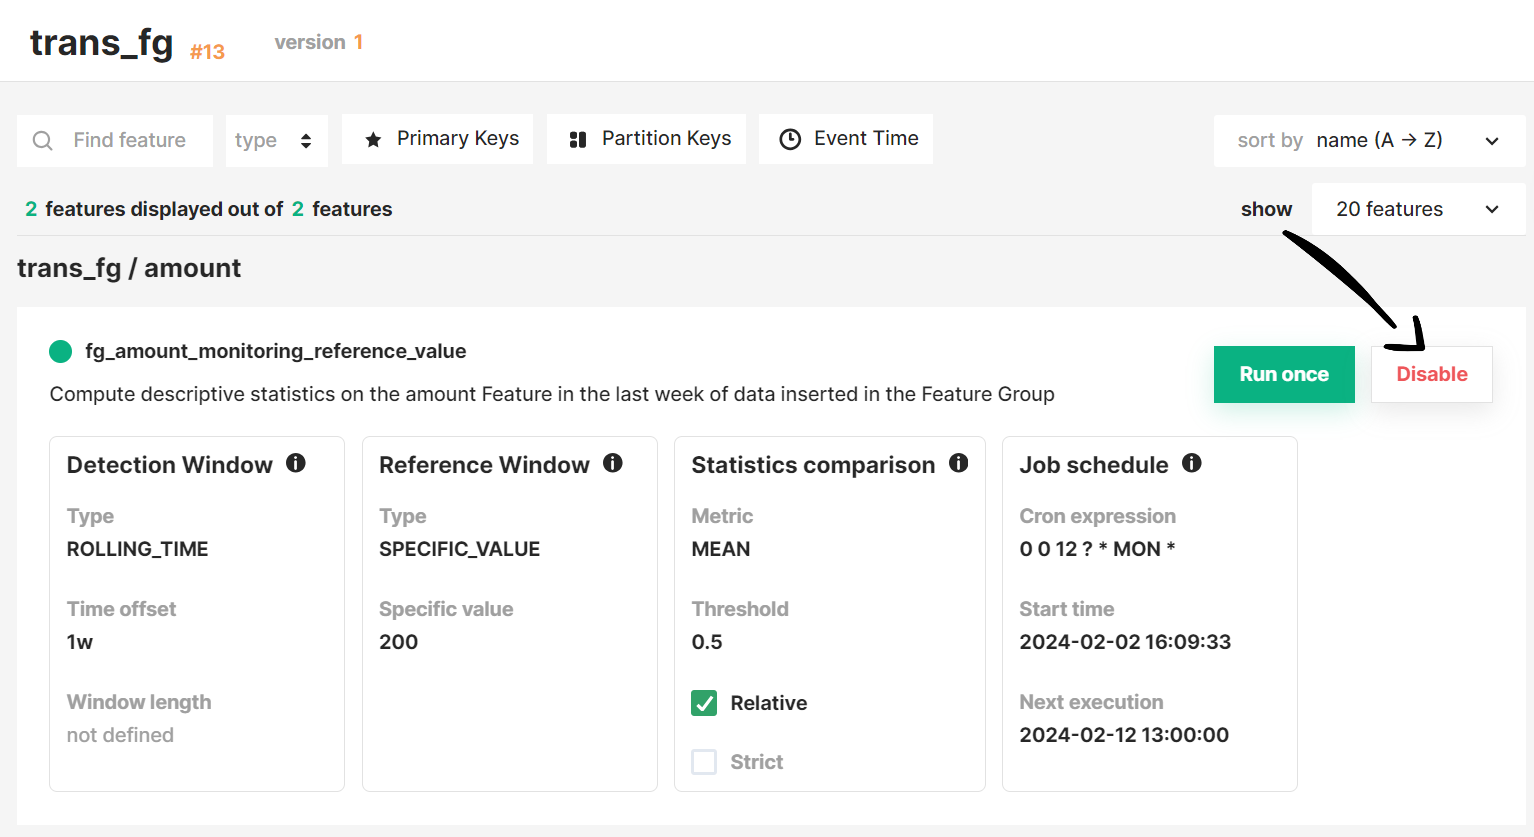 trans_fg #13 version 1
Find feature type Primary Keys Partition Keys Event Time sort by name (A → Z)
2 features displayed out of 2 features show 20 features
trans_fg / amount
fg_amount_monitoring_reference_value
Run once Disable
Compute descriptive statistics on the amount Feature in the last week of data inserted in the Feature Group
Detection Window
Type
ROLLING_TIME
Time offset
1w
Window length
not defined
Reference Window
Type
SPECIFIC_VALUE
Specific value
200
Statistics comparison
Metric
MEAN
Threshold
0.5
Relative
Strict
Job schedule
Cron expression
0 0 12 ? * MON *
Start time
2024-02-02 16:09:33
Next execution
2024-02-12 13:00:00